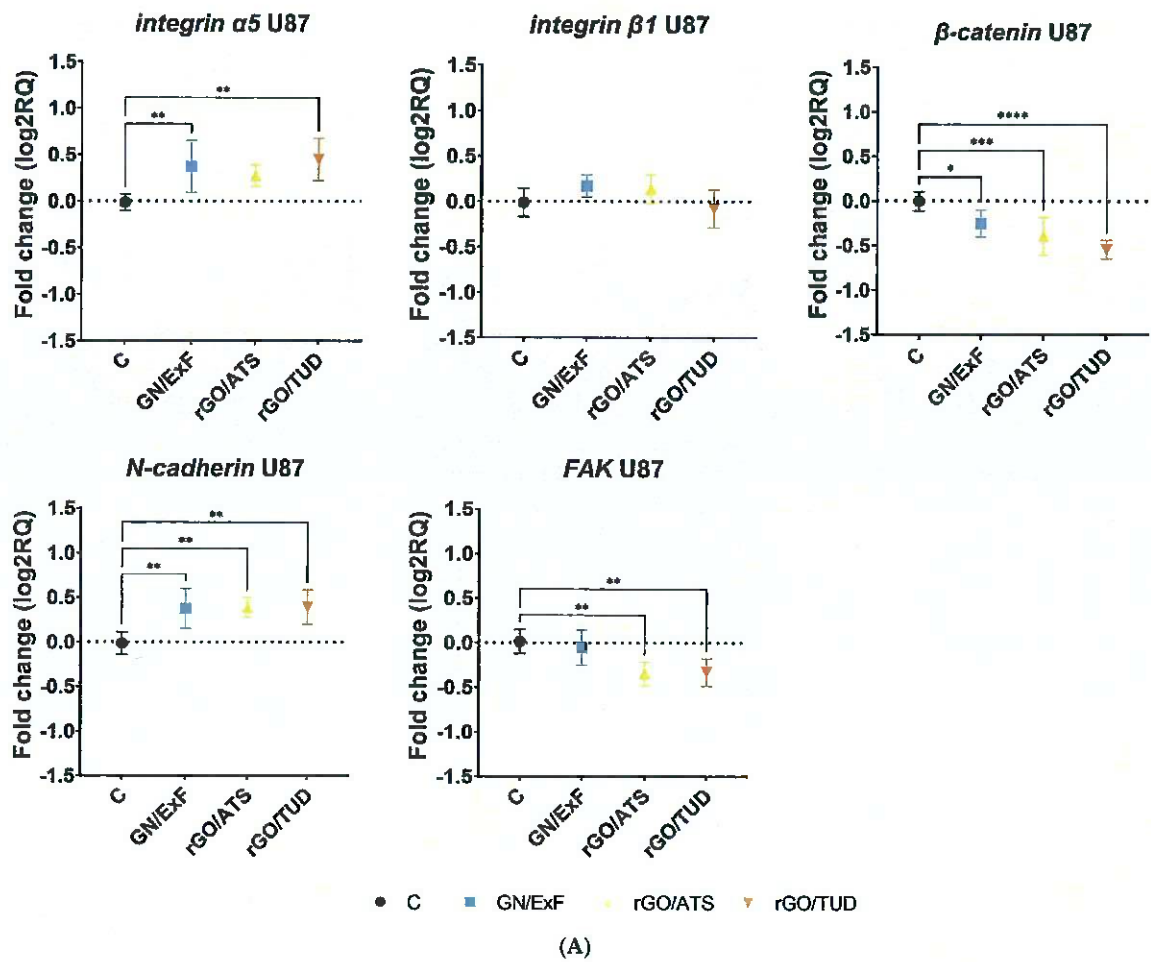 integrin α5 U87
Fold change (log2RQ)
1.5
1.0
0.5
0.0
-0.5
-1.0
-1.5
**
**
C
GN/ExF
rGO/ATS
rGO/TUD
integrin β1 U87
Fold change (log2RQ)
1.5
1.0
0.5
0.0
-0.5
-1.0
-1.5
C
GN/ExF
rGO/ATS
rGO/TUD
β-catenin U87
Fold change (log2RQ)
1.5
1.0
0.5
0.0
-0.5
-1.0
-1.5
****
***
*
C
GN/ExF
rGO/ATS
rGO/TUD
N-cadherin U87
Fold change (log2RQ)
1.5
1.0
0.5
0.0
-0.5
-1.0
-1.5
**
**
**
C
GN/ExF
rGO/ATS
rGO/TUD
FAK U87
Fold change (log2RQ)
1.5
1.0
0.5
0.0
-0.5
-1.0
-1.5
**
**
C
GN/ExF
rGO/ATS
rGO/TUD
C GN/ExF rGO/ATS rGO/TUD
(A)